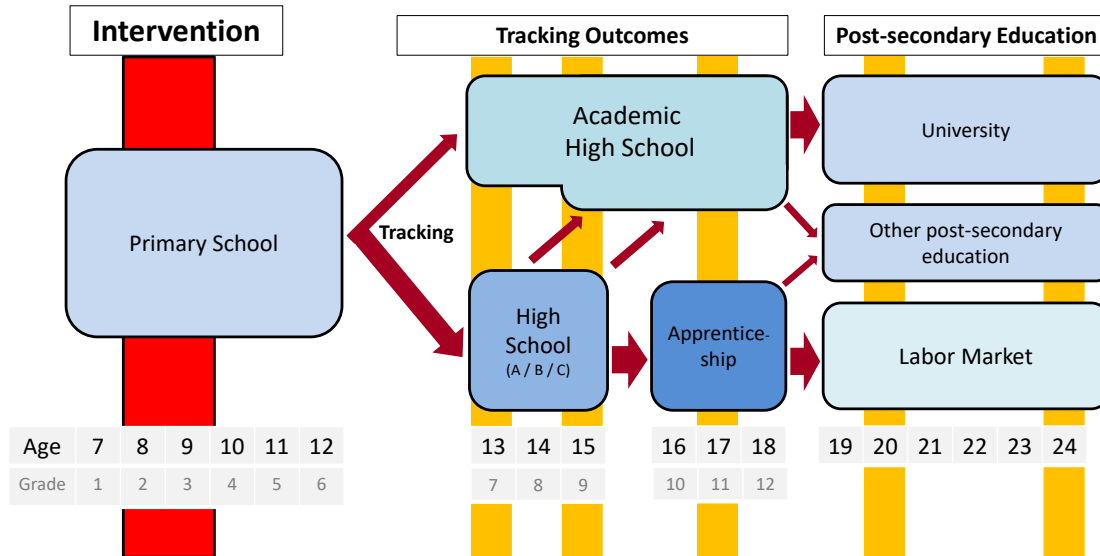 Intervention
Tracking Outcomes
Post-secondary Education
Primary School
Tracking
Academic
High School
High
School
(A / B / C)
Apprentice-
ship
University
Other post-secondary
education
Labor Market
Age 7 8 9 10 11 12 13 14 15 16 17 18 19 20 21 22 23 24
Grade 1 2 3 4 5 6 7 8 9 10 11 12